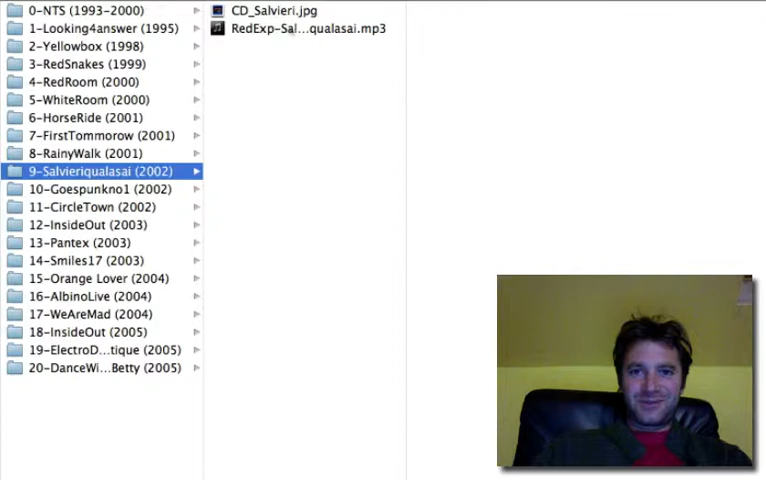 0-NTS (1993-2000)
1-Looking4answer (1995)
2-Yellowbox (1998)
3-RedSnakes (1999)
4-RedRoom (2000)
5-WhiteRoom (2000)
6-HorseRide (2001)
7-FirstTommorow (2001)
8-RainyWalk (2001)
9-Salvieriqualasai (2002)
10-Goespunkno1 (2002)
11-CircleTown (2002)
12-InsideOut (2003)
13-Pantex (2003)
14-Smiles17 (2003)
15-Orange Lover (2004)
16-AlbinoLive (2004)
17-WeAreMad (2004)
18-InsideOut (2005)
19-ElectroD...tique (2005)
20-DanceWi...Betty (2005)
CD_Salvieri.jpg
RedExp-Sal...qualasai.mp3